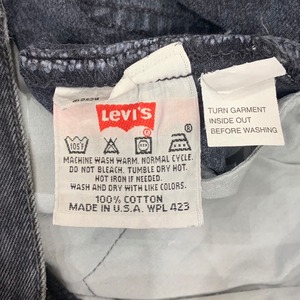 Levi's
®
105F
MACHINE WASH WARM. NORMAL CYCLE.
DO NOT BLEACH. TUMBLE DRY HOT.
HOT IRON IF NEEDED.
WASH AND DRY WITH LIKE COLORS.
100% COTTON
MADE IN U.S.A. WPL 423
TURN GARMENT
INSIDE OUT
BEFORE WASHING